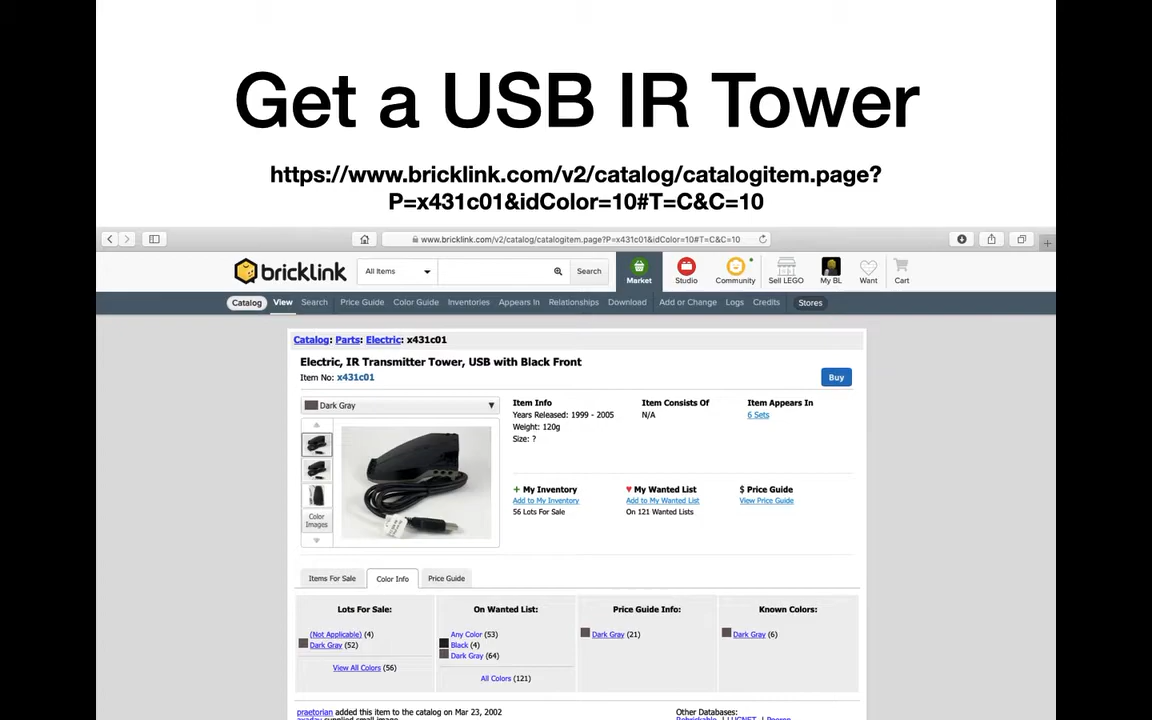 Get a USB IR Tower
https://www.bricklink.com/v2/catalog/catalogitem.page?
P=x431c01&idColor=10#T=C&C=10
www.bricklink.com/v2/catalog/catalogitem.page?P=x431c01&idColor=10#T=C&C=10
bricklink All Items Search Market Studio Community Sell LEGO My BL Want Cart
Catalog View Search Price Guide Color Guide Inventories Appears In Relationships Download Add or Change Logs Credits Stores
Catalog: Parts: Electric: x431c01
Electric, IR Transmitter Tower, USB with Black Front
Item No: x431c01 Buy
Dark Gray
Item Info Item Consists Of Item Appears In
Years Released: 1999 - 2005 N/A 6 Sets
Weight: 120g
Size: ?
+ My Inventory ♥ My Wanted List $ Price Guide
Add to My Inventory Add to My Wanted List View Price Guide
56 Lots For Sale On 121 Wanted Lists
Color
Images
Items For Sale Color Info Price Guide
Lots For Sale: On Wanted List: Price Guide Info: Known Colors:
(Not Applicable) (4) Any Color (53) Dark Gray (21) Dark Gray (6)
Dark Gray (52) Black (4)
Dark Gray (64)
View All Colors (56) All Colors (121)
praetorian added this item to the catalog on Mar 23, 2002 Other Databases: